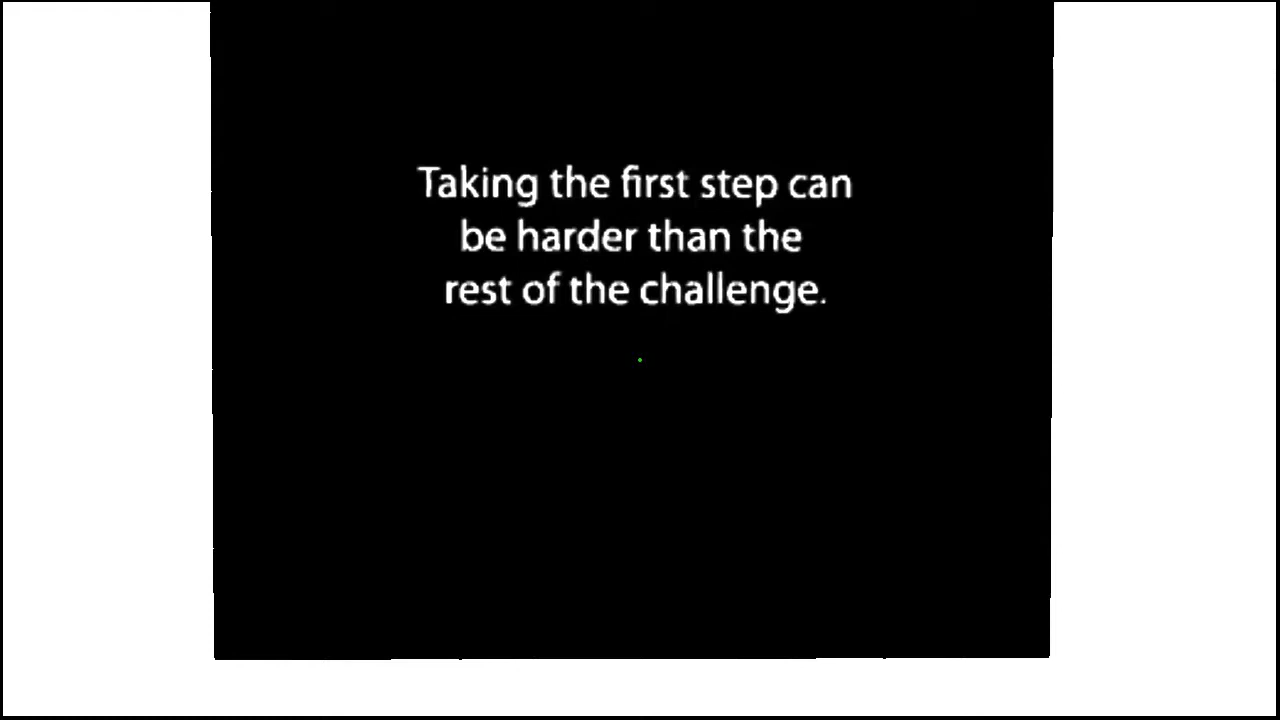 Taking the first step can
be harder than the
rest of the challenge.